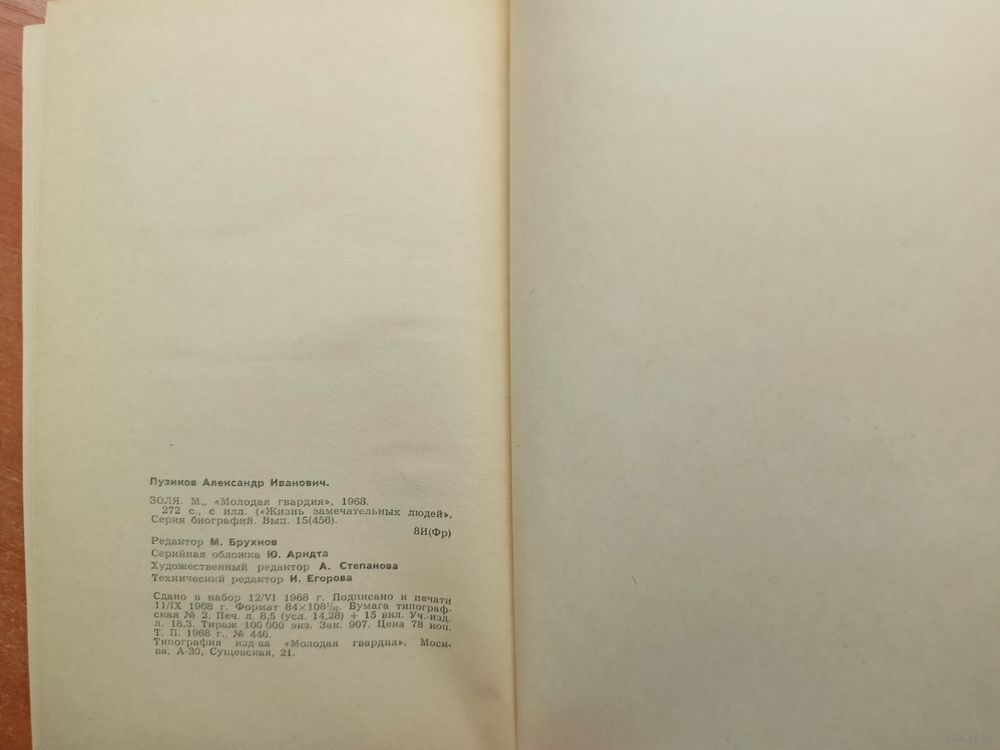 Пузиков Александр Иванович.
ЗОЛЯ. М., «Молодая гвардия», 1968.
272 с., с илл. («Жизнь замечательных людей».
Серия биографий. Вып. 15(456).
8И(Фр)
Редактор М. Брухнов
Серийная обложка Ю. Арндта
Художественный редактор А. Степанова
Технический редактор И. Егорова
Сдано в набор 12/VI 1968 г. Подписано к печати
11/IX 1968 г. Формат 84×108¹/₃₂. Бумага типограф-
ская № 2. Печ. л. 8,5 (усл. 14,28) + 15 вкл. Уч.-изд.
л. 18,3. Тираж 100 000 экз. Зак. 907. Цена 78 коп.
Т. П. 1968 г., № 446.
Типография изд-ва «Молодая гвардия». Моск-
ва, А-30, Сущевская, 21.